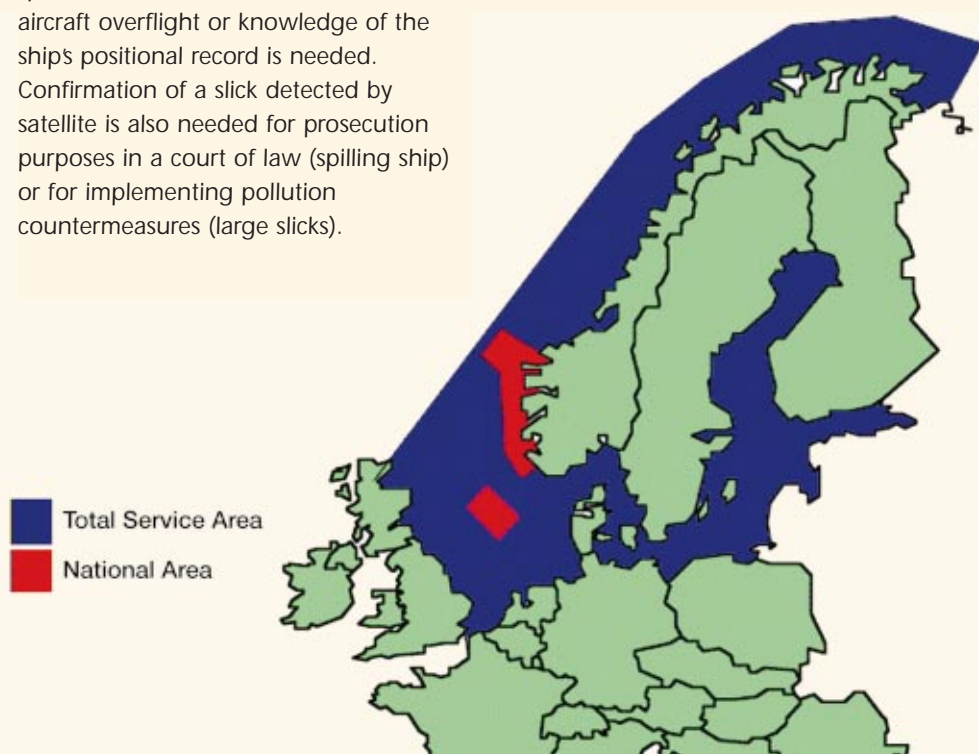 aircraft overflight or knowledge of the
ship's positional record is needed.
Confirmation of a slick detected by
satellite is also needed for prosecution
purposes in a court of law (spilling ship)
or for implementing pollution
countermeasures (large slicks).
Total Service Area
National Area